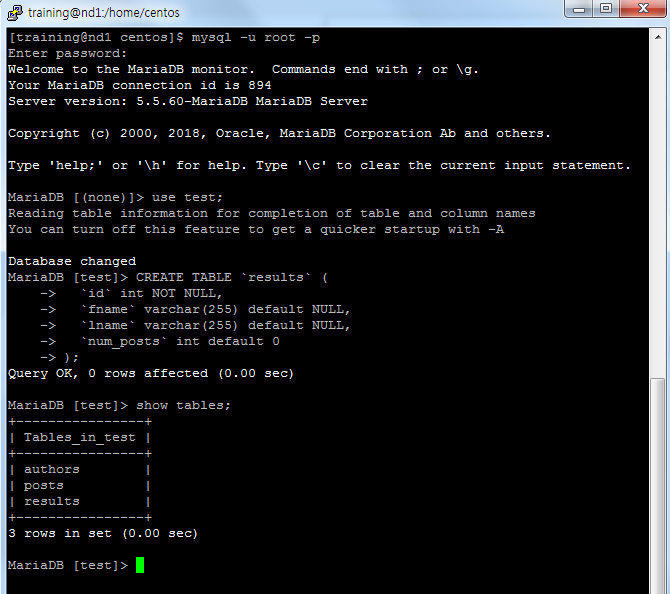 training@nd1:/home/centos
[training@nd1 centos]$ mysql -u root -p
Enter password:
Welcome to the MariaDB monitor.  Commands end with ; or \g.
Your MariaDB connection id is 894
Server version: 5.5.60-MariaDB MariaDB Server
Copyright (c) 2000, 2018, Oracle, MariaDB Corporation Ab and others.
Type 'help;' or '\h' for help. Type '\c' to clear the current input statement.
MariaDB [(none)]> use test;
Reading table information for completion of table and column names
You can turn off this feature to get a quicker startup with -A
Database changed
MariaDB [test]> CREATE TABLE `results` (
    ->   `id` int NOT NULL,
    ->   `fname` varchar(255) default NULL,
    ->   `lname` varchar(255) default NULL,
    ->   `num_posts` int default 0
    -> );
Query OK, 0 rows affected (0.00 sec)
MariaDB [test]> show tables;
+----------------+
| Tables_in_test |
+----------------+
| authors        |
| posts          |
| results        |
+----------------+
3 rows in set (0.00 sec)
MariaDB [test]>